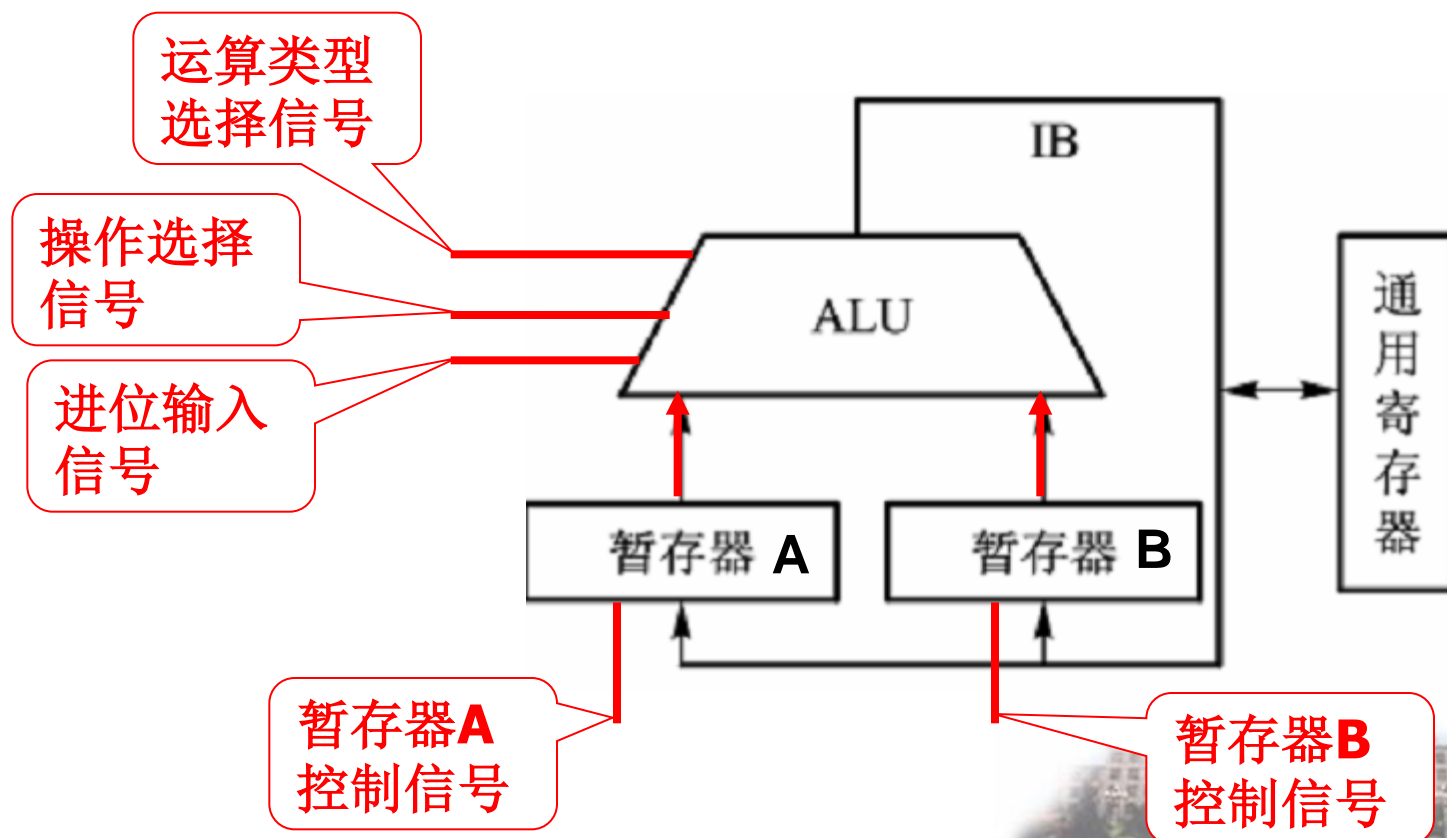 运算类型
选择信号
IB
操作选择
信号
ALU
通
用
寄
存
器
进位输入
信号
暂存器 A
暂存器 B
暂存器A
控制信号
暂存器B
控制信号